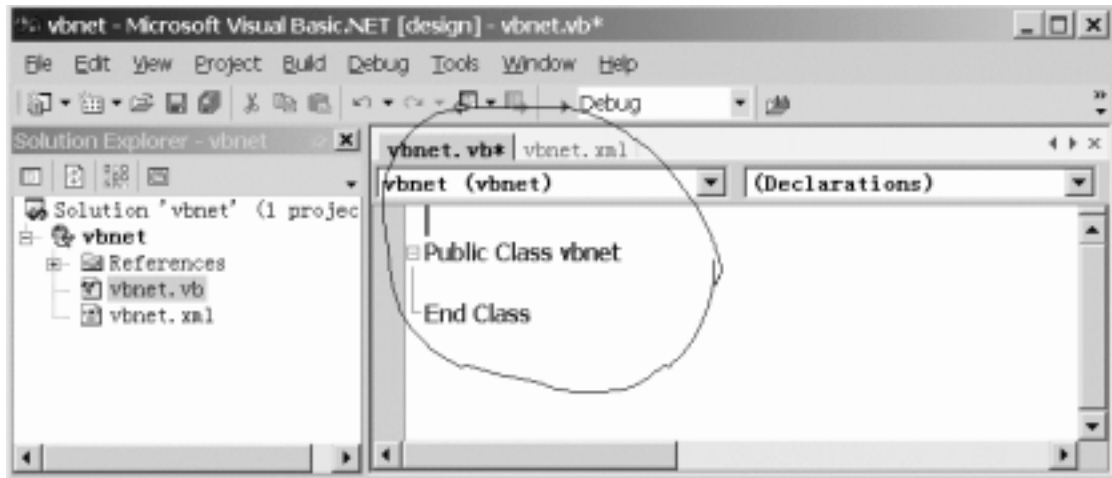 vbnet - Microsoft Visual Basic.NET [design] - vbnet.vb*
File Edit View Project Build Debug Tools Window Help
Debug
Solution Explorer - vbnet
vbnet.vb* vbnet.xml
vbnet (vbnet) (Declarations)
Solution 'vbnet' (1 projec
vbnet
References
vbnet.vb
vbnet.xml
Public Class vbnet
End Class